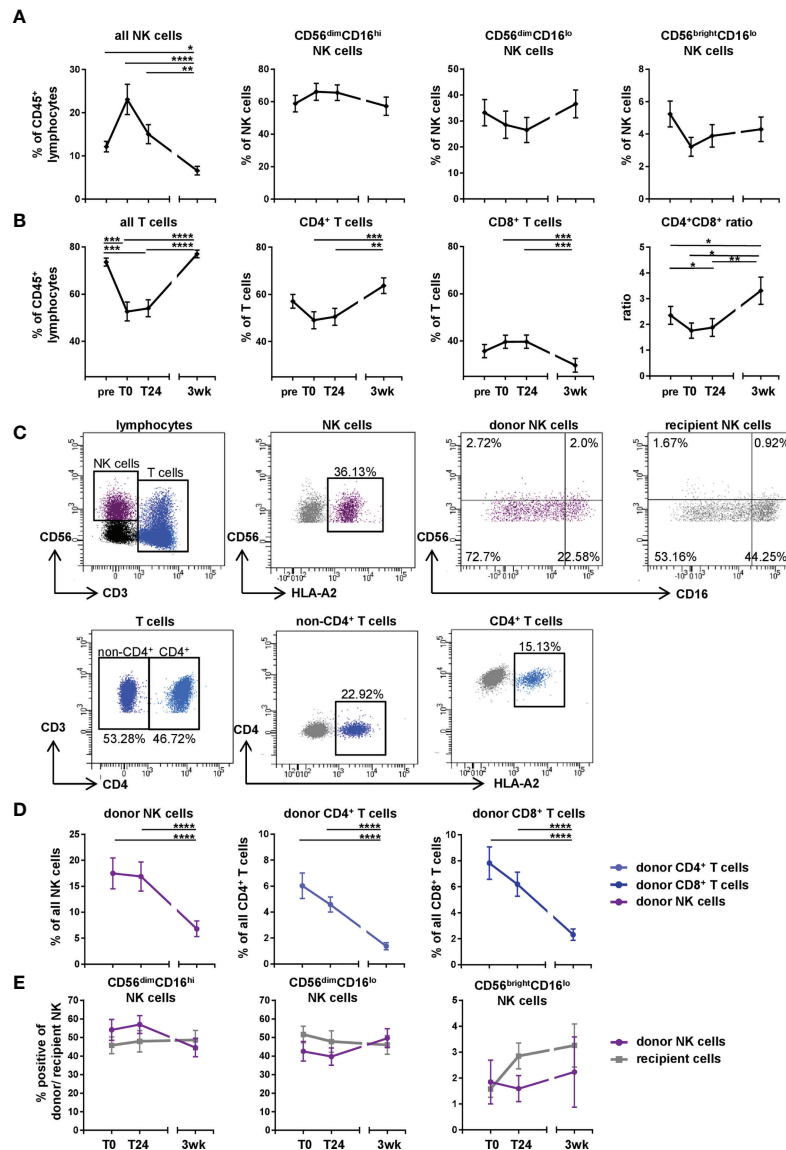 A
all NK cells
CD56dimCD16hi
NK cells
CD56dimCD16lo
NK cells
CD56brightCD16lo
NK cells
*
****
**
% of CD45+
lymphocytes
30
20
10
0
% of NK cells
80
60
40
20
0
% of NK cells
50
40
30
20
10
0
% of NK cells
8
6
4
2
0
B
all T cells
CD4+ T cells
CD8+ T cells
CD4+CD8+ ratio
*** ****
*** ****
***
**
***
***
*
*
* **
% of CD45+
lymphocytes
80
60
40
% of T cells
80
60
40
% of T cells
80
60
40
ratio
5
4
3
2
1
0
pre T0 T24 3wk
pre T0 T24 3wk
pre T0 T24 3wk
pre T0 T24 3wk
C
lymphocytes
NK cells
donor NK cells
recipient NK cells
NK cells
T cells
36.13%
2.72% 2.0%
1.67% 0.92%
72.7% 22.58%
53.16% 44.25%
CD56
CD3
CD56
HLA-A2
CD56
CD16
T cells
non-CD4+ T cells
CD4+ T cells
non-CD4+ CD4+
53.28% 46.72%
22.92%
15.13%
CD3
CD4
CD4
HLA-A2
D
donor NK cells
donor CD4+ T cells
donor CD8+ T cells
****
****
****
****
****
****
% of all NK cells
25
20
15
10
5
0
% of all CD4+ T cells
10
8
6
4
2
0
% of all CD8+ T cells
10
8
6
4
2
0
donor CD4+ T cells
donor CD8+ T cells
donor NK cells
E
CD56dimCD16hi
NK cells
CD56dimCD16lo
NK cells
CD56brightCD16lo
NK cells
% positive of
donor/ recipient NK
100
80
60
50
40
30
20
10
0
100
80
60
50
40
30
20
10
0
5
4
3
2
1
0
donor NK cells
recipient cells
T0 T24 3wk
T0 T24 3wk
T0 T24 3wk